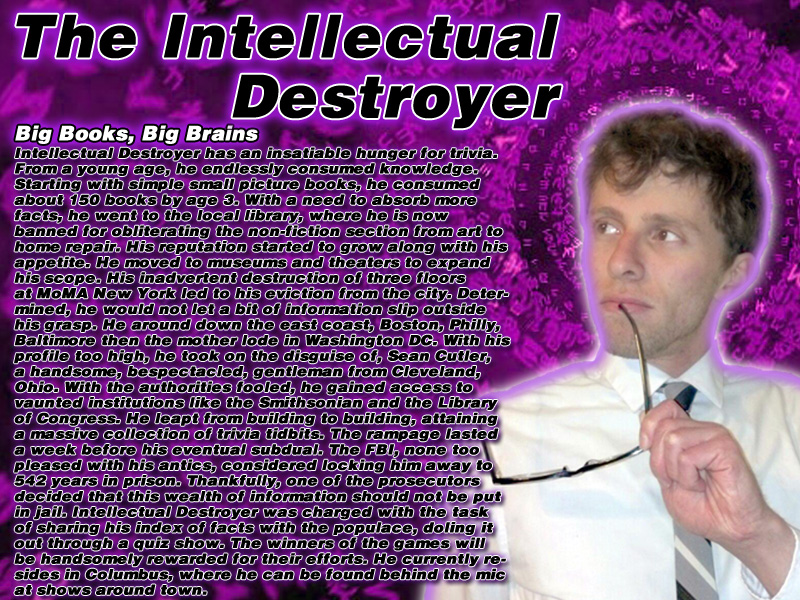 The Intellectual
Destroyer
Big Books, Big Brains
Intellectual Destroyer has an insatiable hunger for trivia.
From a young age, he endlessly consumed knowledge.
Starting with simple small picture books, he consumed
about 150 books by age 3. With a need to absorb more
facts, he went to the local library, where he is now
banned for obliterating the non-fiction section from art to
home repair. His reputation started to grow along with his
appetite. He moved to museums and theaters to expand
his scope. His inadvertent destruction of three floors
at MoMA New York led to his eviction from the city. Deter-
mined, he would not let a bit of information slip outside
his grasp. He around down the east coast, Boston, Philly,
Baltimore then the mother lode in Washington DC. With his
profile too high, he took on the disguise of, Sean Cutler,
a handsome, bespectacled, gentleman from Cleveland,
Ohio. With the authorities fooled, he gained access to
vaunted institutions like the Smithsonian and the Library
of Congress. He leapt from building to building, attaining
a massive collection of trivia tidbits. The rampage lasted
a week before his eventual subdual. The FBI, none too
pleased with his antics, considered locking him away to
542 years in prison. Thankfully, one of the prosecutors
decided that this wealth of information should not be put
in jail. Intellectual Destroyer was charged with the task
of sharing his index of facts with the populace, doling it
out through a quiz show. The winners of the games will
be handsomely rewarded for their efforts. He currently re-
sides in Columbus, where he can be found behind the mic
at shows around town.